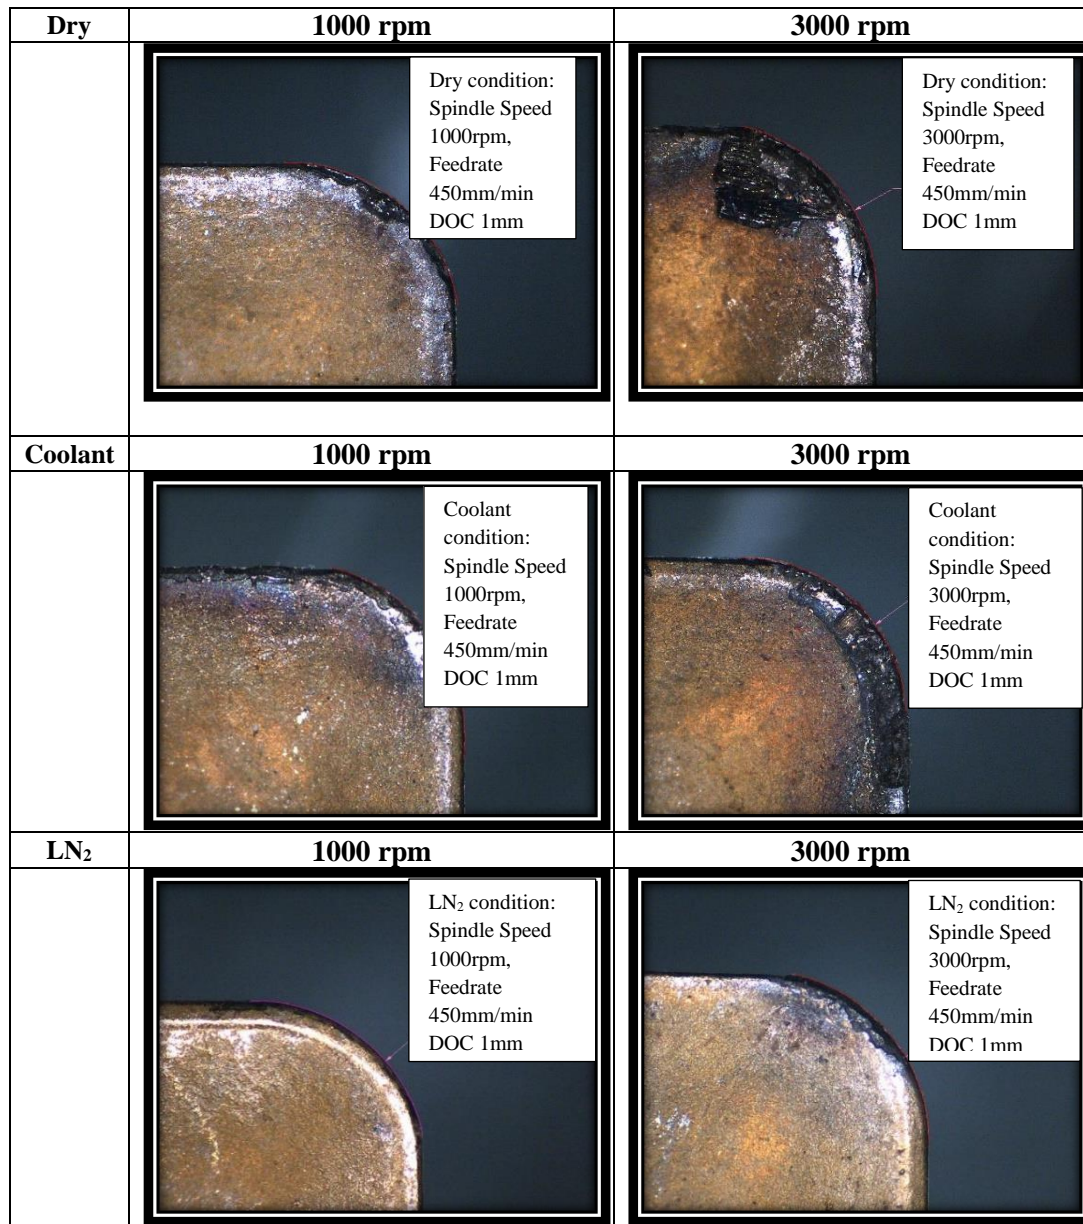 Dry 1000 rpm 3000 rpm
Dry condition:
Spindle Speed
1000rpm,
Feedrate
450mm/min
DOC 1mm
Dry condition:
Spindle Speed
3000rpm,
Feedrate
450mm/min
DOC 1mm
Coolant 1000 rpm 3000 rpm
Coolant
condition:
Spindle Speed
1000rpm,
Feedrate
450mm/min
DOC 1mm
Coolant
condition:
Spindle Speed
3000rpm,
Feedrate
450mm/min
DOC 1mm
LN₂ 1000 rpm 3000 rpm
LN₂ condition:
Spindle Speed
1000rpm,
Feedrate
450mm/min
DOC 1mm
LN₂ condition:
Spindle Speed
3000rpm,
Feedrate
450mm/min
DOC 1mm